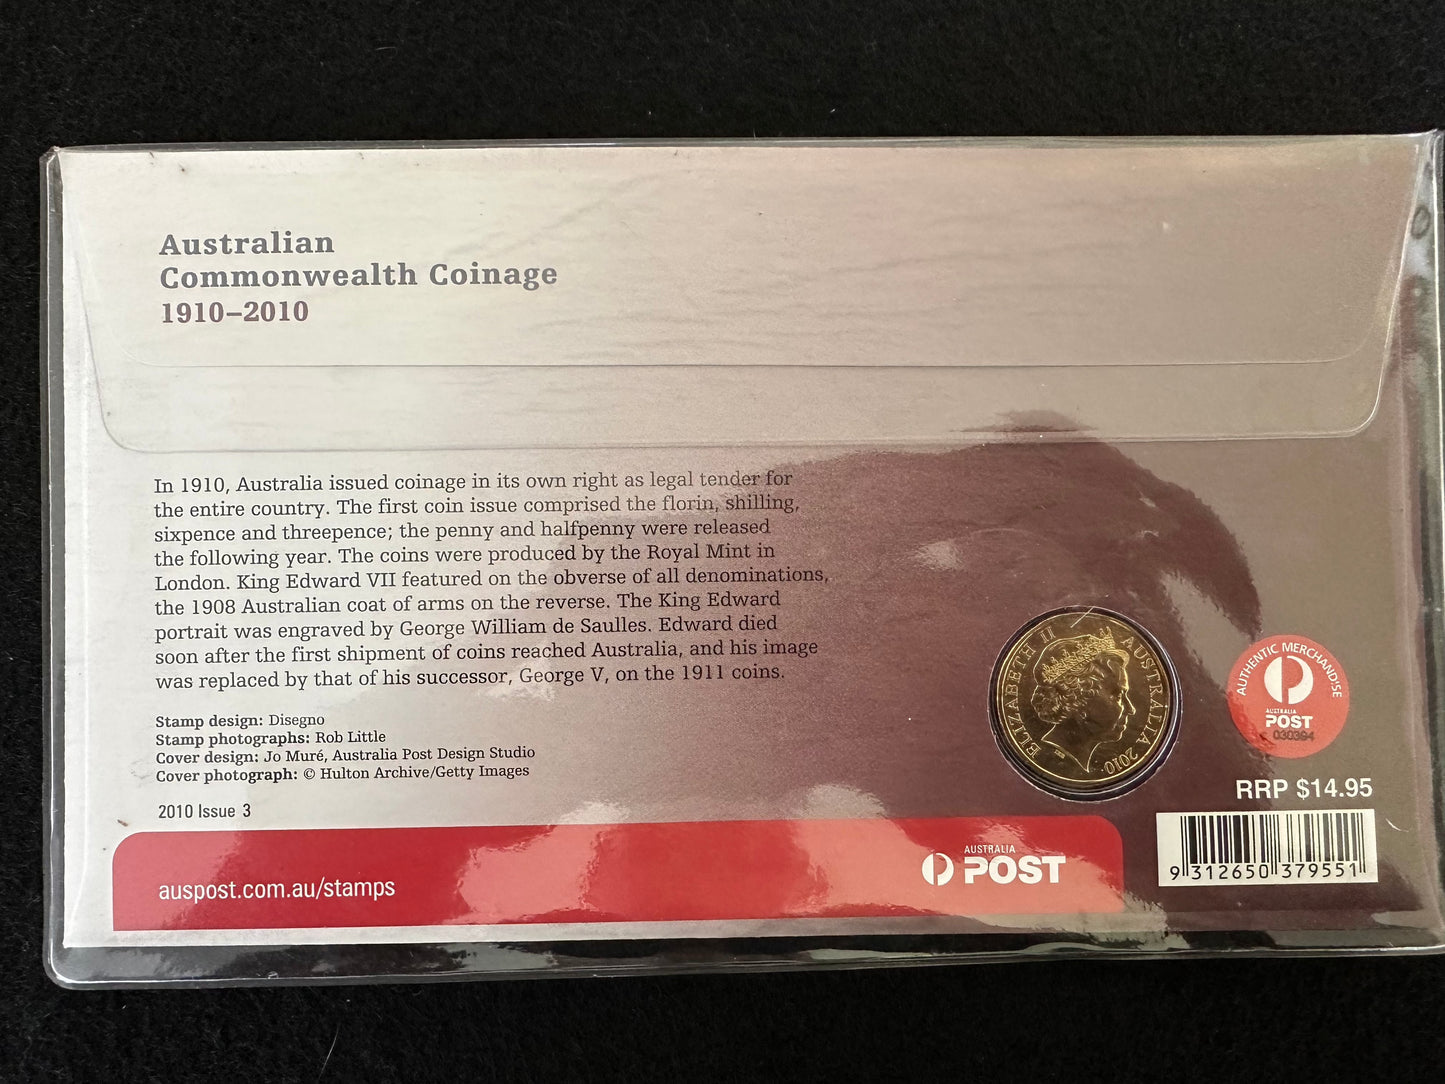 Australian
Commonwealth Coinage
1910–2010
In 1910, Australia issued coinage in its own right as legal tender for
the entire country. The first coin issue comprised the florin, shilling,
sixpence and threepence; the penny and halfpenny were released
the following year. The coins were produced by the Royal Mint in
London. King Edward VII featured on the obverse of all denominations,
the 1908 Australian coat of arms on the reverse. The King Edward
portrait was engraved by George William de Saulles. Edward died
soon after the first shipment of coins reached Australia, and his image
was replaced by that of his successor, George V, on the 1911 coins.
Stamp design: Disegno
Stamp photographs: Rob Little
Cover design: Jo Muré, Australia Post Design Studio
Cover photograph: © Hulton Archive/Getty Images
2010 Issue 3
ELIZABETH II AUSTRALIA 2010
IRB
AUTHENTIC MERCHANDISE
AUSTRALIA
POST
030394
RRP $14.95
9 312650 379551
auspost.com.au/stamps
AUSTRALIA
POST